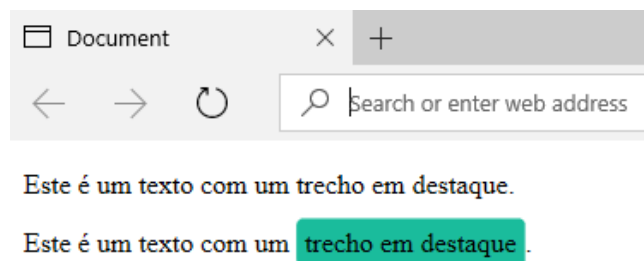 Document
Search or enter web address
Este é um texto com um trecho em destaque.
Este é um texto com um trecho em destaque.